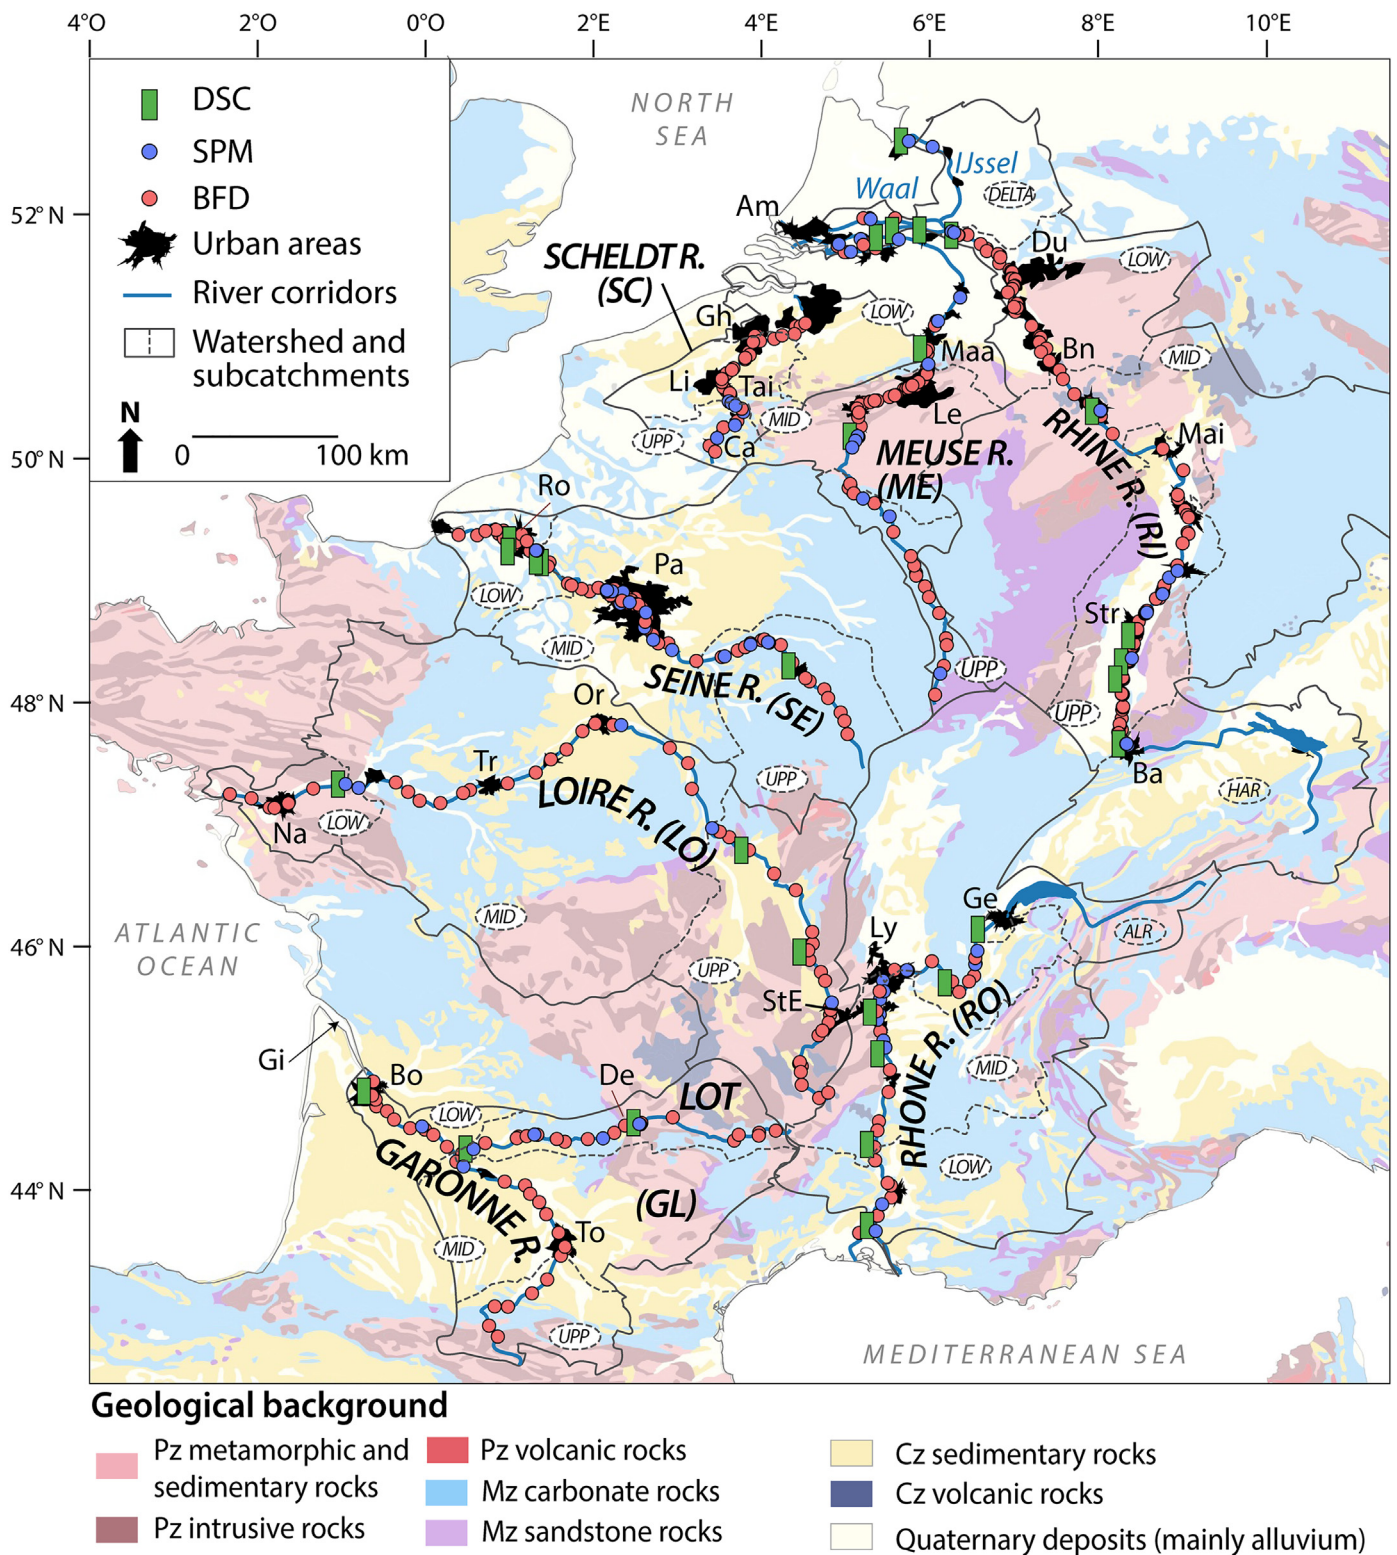 4°O 2°O 0°O 2°E 4°E 6°E 8°E 10°E
DSC
SPM
BFD
Urban areas
River corridors
Watershed and
subcatchments
N
0 100 km
52°N
50°N
48°N
46°N
44°N
NORTH
SEA
IJssel
Waal
DELTA
Am
Du
LOW
SCHELDT R.
(SC)
Gh
LOW
Maa
Bn
MID
Li
Tai
Le
MID
UPP
Ca
MEUSE R.
(ME)
RHINE R. (RI)
Mai
Ro
Pa
LOW
MID
Str
UPP
UPP
SEINE R. (SE)
Or
Tr
UPP
Ba
HAR
LOIRE R. (LO)
Na
LOW
MID
Ge
ALR
ATLANTIC
OCEAN
Ly
UPP
StE
RHONE R. (RO)
MID
Gi
Bo
De
LOT
LOW
GARONNE R.
(GL)
LOW
To
MID
UPP
MEDITERRANEAN SEA
Geological background
Pz metamorphic and
sedimentary rocks
Pz intrusive rocks
Pz volcanic rocks
Mz carbonate rocks
Mz sandstone rocks
Cz sedimentary rocks
Cz volcanic rocks
Quaternary deposits (mainly alluvium)